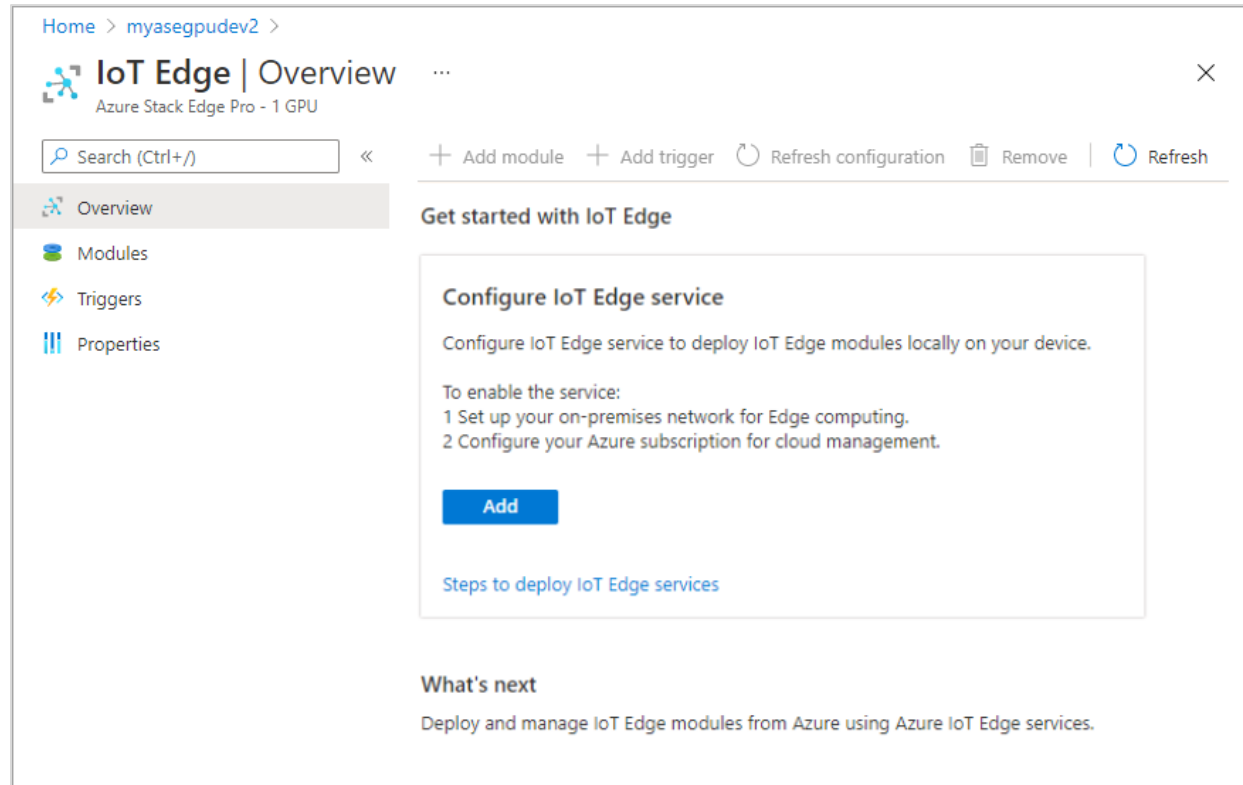 Home > myasegpudev2 >
IoT Edge | Overview ...
Azure Stack Edge Pro - 1 GPU
Search (Ctrl+/) «
Add module Add trigger Refresh configuration Remove Refresh
Overview
Modules
Triggers
Properties
Get started with IoT Edge
Configure IoT Edge service
Configure IoT Edge service to deploy IoT Edge modules locally on your device.
To enable the service:
1 Set up your on-premises network for Edge computing.
2 Configure your Azure subscription for cloud management.
Add
Steps to deploy IoT Edge services
What's next
Deploy and manage IoT Edge modules from Azure using Azure IoT Edge services.